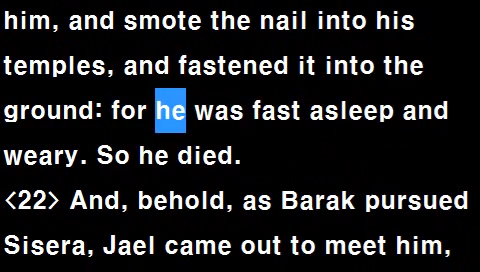 him, and smote the nail into his
temples, and fastened it into the
ground: for he was fast asleep and
weary. So he died.
<22> And, behold, as Barak pursued
Sisera, Jael came out to meet him,